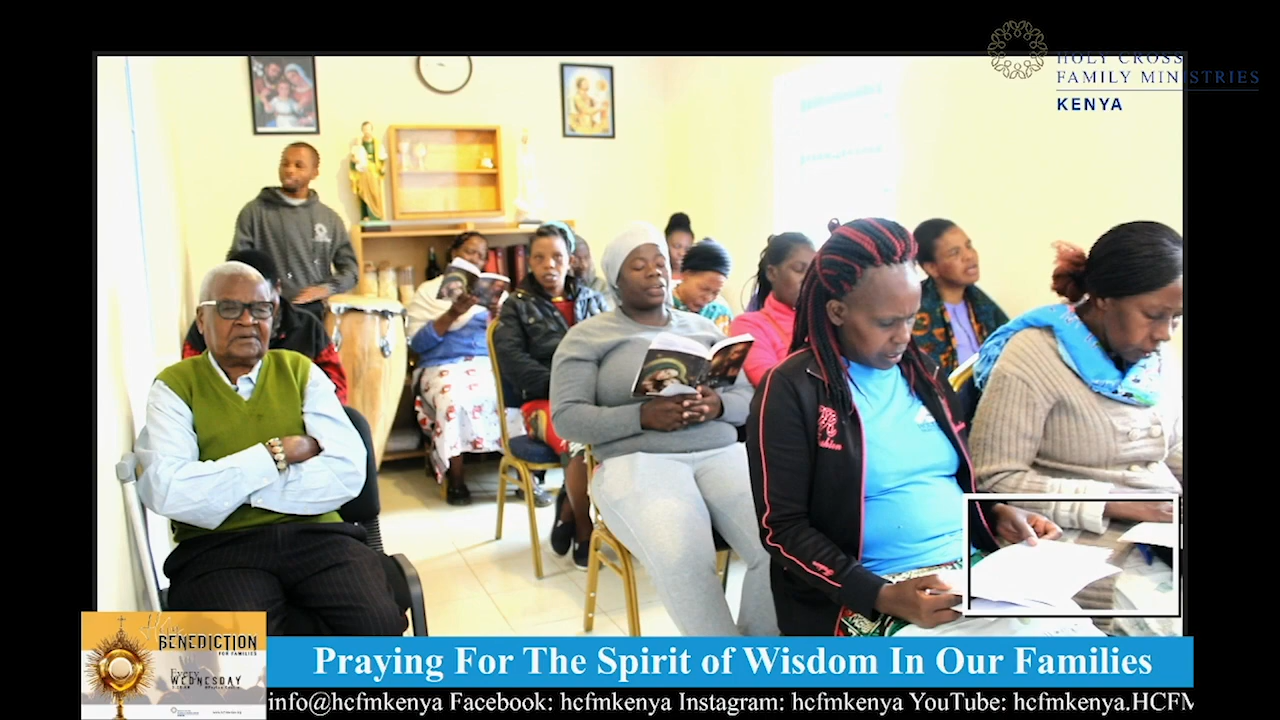 HOLY CROSS
FAMILY MINISTRIES
KENYA
BENEDICTION
FOR FAMILIES
Every
WEDNESDAY
Praying For The Spirit of Wisdom In Our Families
info@hcfmkenya Facebook: hcfmkenya Instagram: hcfmkenya YouTube: hcfmkenya.HCFM